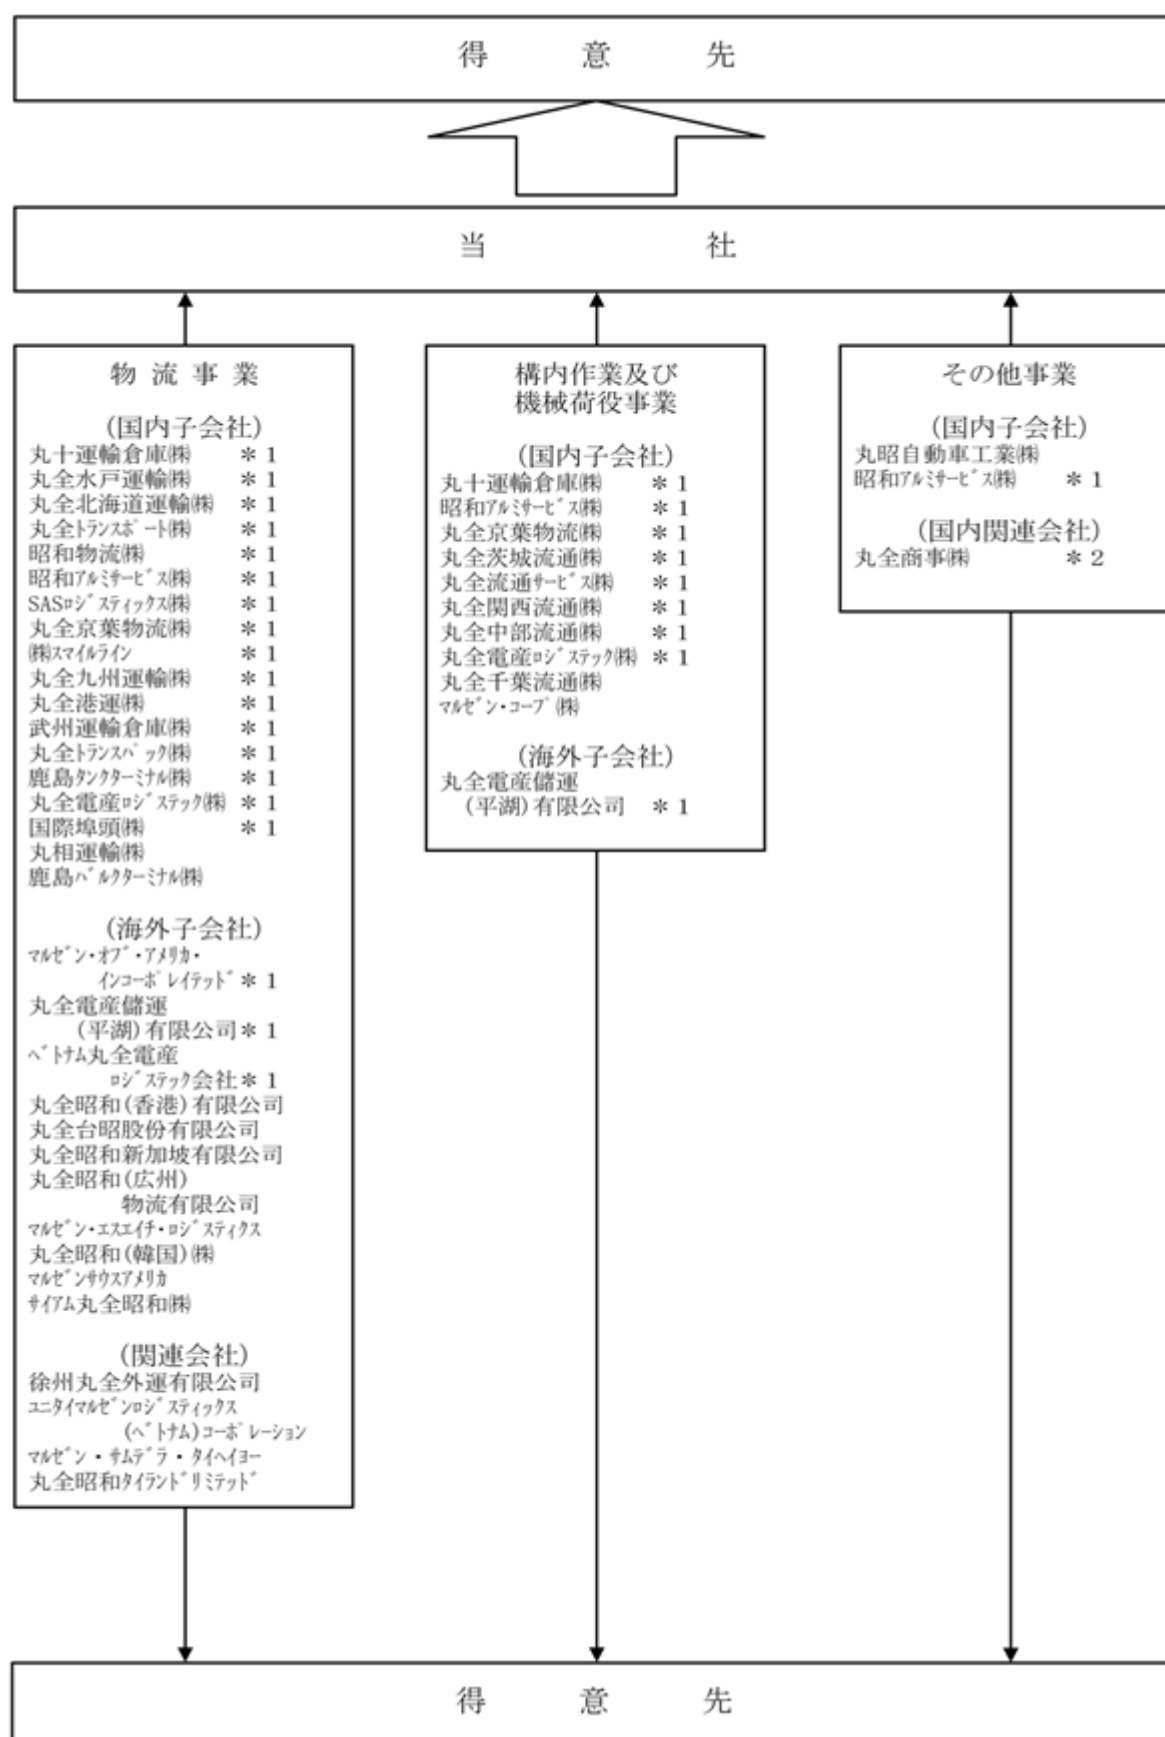 得意先
当社
物流事業
(国内子会社)
丸十運輸倉庫㈱ ＊1
丸全水戸運輸㈱ ＊1
丸全北海道運輸㈱ ＊1
丸全ﾄﾗﾝｽﾎﾟｰﾄ㈱ ＊1
昭和物流㈱ ＊1
昭和ｱﾙﾐｻｰﾋﾞｽ㈱ ＊1
SASﾛｼﾞｽﾃｨｯｸｽ㈱ ＊1
丸全京葉物流㈱ ＊1
㈱ｽﾏｲﾙﾗｲﾝ ＊1
丸全九州運輸㈱ ＊1
丸全港運㈱ ＊1
武州運輸倉庫㈱ ＊1
丸全ﾄﾗﾝｽﾊﾟｯｸ㈱ ＊1
鹿島ﾀﾝｸﾀｰﾐﾅﾙ㈱ ＊1
丸全電産ﾛｼﾞｽﾃｯｸ㈱ ＊1
国際埠頭㈱ ＊1
丸相運輸㈱
鹿島ﾊﾞﾙｸﾀｰﾐﾅﾙ㈱
(海外子会社)
ﾏﾙｾﾞﾝ・ｵﾌﾞ・ｱﾒﾘｶ・
ｲﾝｺｰﾎﾟﾚｲﾃｯﾄﾞ＊1
丸全電産儲運
(平湖)有限公司＊1
ﾍﾞﾄﾅﾑ丸全電産
ﾛｼﾞｽﾃｯｸ会社＊1
丸全昭和(香港)有限公司
丸全台昭股份有限公司
丸全昭和新加坡有限公司
丸全昭和(広州)
物流有限公司
ﾏﾙｾﾞﾝ・ｴｽｴｲﾁ・ﾛｼﾞｽﾃｨｸｽ
丸全昭和(韓国)㈱
ﾏﾙｾﾞﾝｻｳｽｱﾒﾘｶ
ｻｲｱﾑ丸全昭和㈱
(関連会社)
徐州丸全外運有限公司
ﾕﾆﾀｲﾏﾙｾﾞﾝﾛｼﾞｽﾃｨｯｸｽ
(ﾍﾞﾄﾅﾑ)ｺｰﾎﾟﾚｰｼｮﾝ
ﾏﾙｾﾞﾝ・ｻﾑﾃﾞﾗ・ﾀｲﾍｲﾖｰ
丸全昭和ﾀｲﾗﾝﾄﾞﾘﾐﾃｯﾄﾞ
構内作業及び
機械荷役事業
(国内子会社)
丸十運輸倉庫㈱ ＊1
昭和ｱﾙﾐｻｰﾋﾞｽ㈱ ＊1
丸全京葉物流㈱ ＊1
丸全茨城流通㈱ ＊1
丸全流通ｻｰﾋﾞｽ㈱ ＊1
丸全関西流通㈱ ＊1
丸全中部流通㈱ ＊1
丸全電産ﾛｼﾞｽﾃｯｸ㈱ ＊1
丸全千葉流通㈱
ﾏﾙｾﾞﾝ・ｺｰﾌﾟ㈱
(海外子会社)
丸全電産儲運
(平湖)有限公司 ＊1
その他事業
(国内子会社)
丸昭自動車工業㈱
昭和ｱﾙﾐｻｰﾋﾞｽ㈱ ＊1
(国内関連会社)
丸全商事㈱ ＊2
得意先